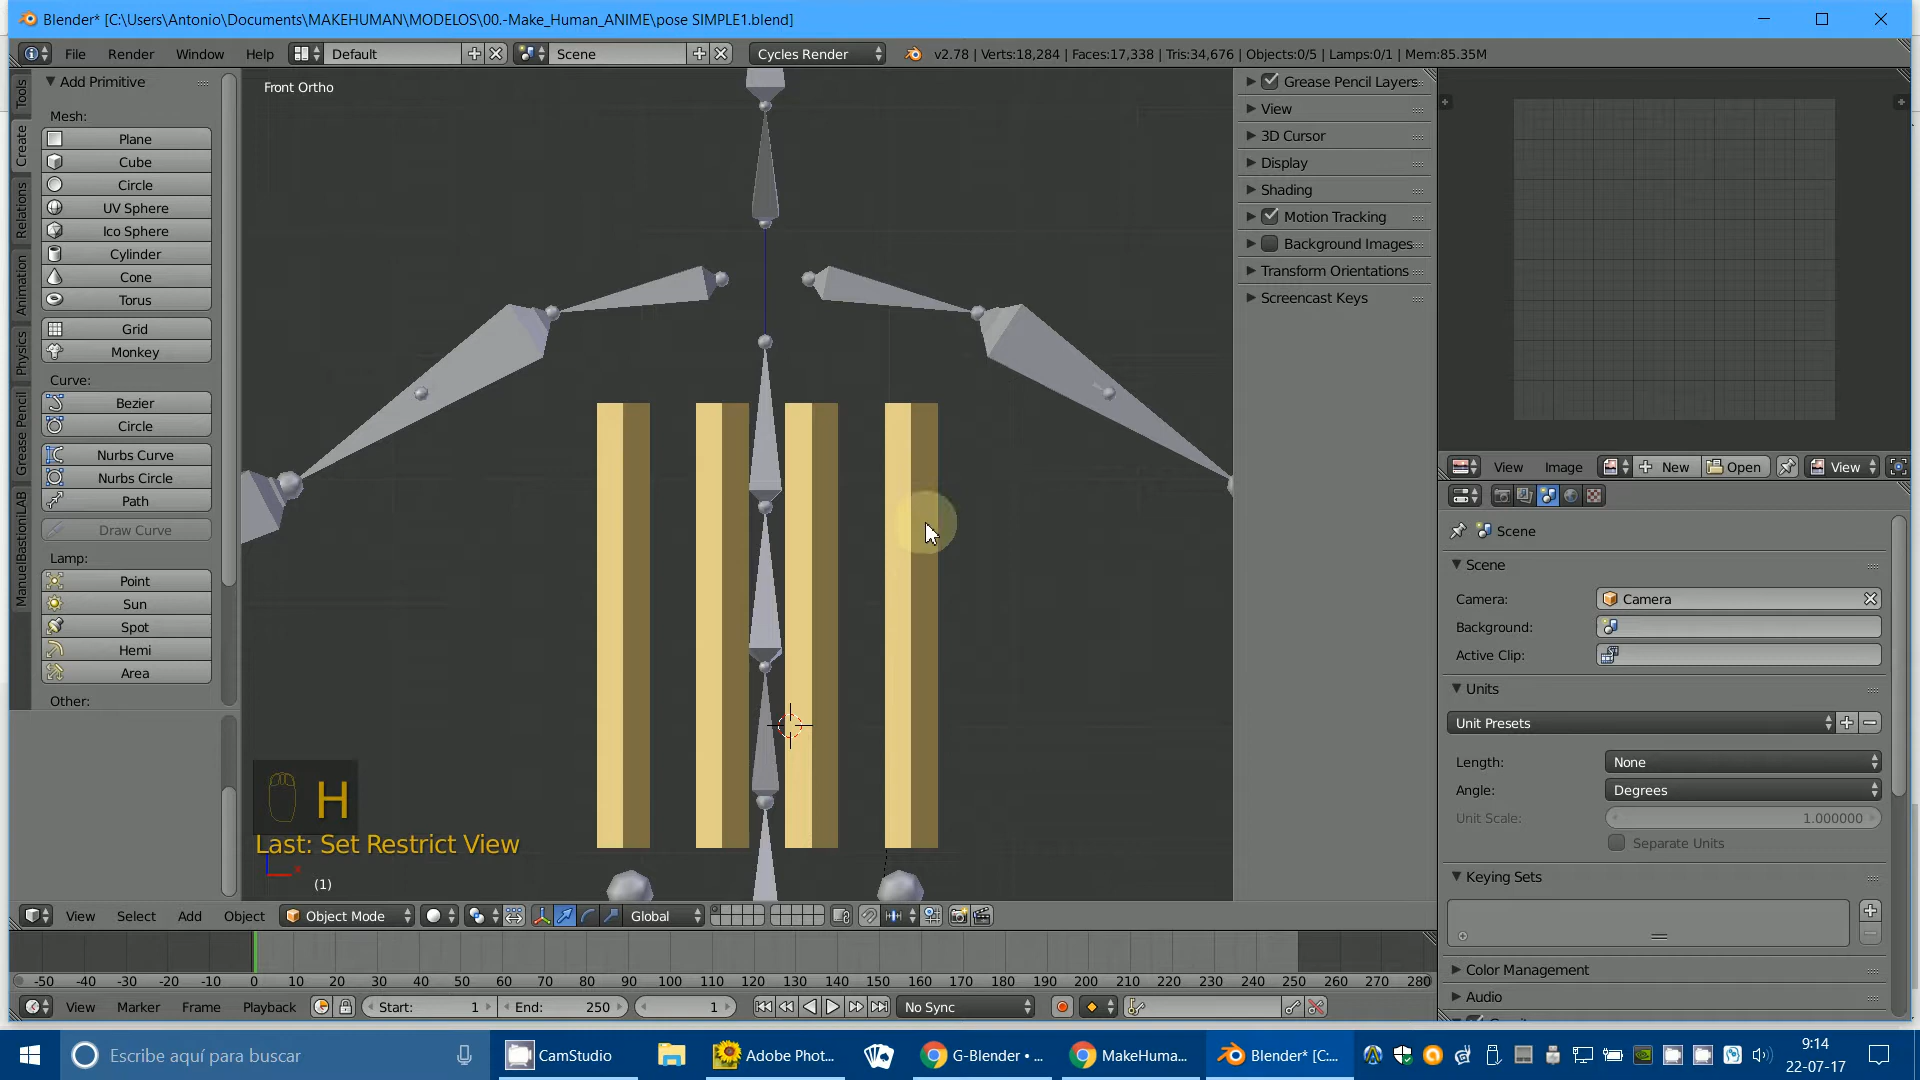 Blender* [C:\Users\Antonio\Documents\MAKEHUMAN\MODELOS\00.-Make_Human_ANIME\pose SIMPLE1.blend]
File Render Window Help Default Scene Cycles Render v2.78 | Verts:18,284 | Faces:17,338 | Tris:34,676 | Objects:0/5 | Lamps:0/1 | Mem:85.35M
Tools
Create
Relations
Animation
Physics
Grease Pencil
ManuelBastioniLAB
Add Primitive
Mesh:
Plane
Cube
Circle
UV Sphere
Ico Sphere
Cylinder
Cone
Torus
Grid
Monkey
Curve:
Bezier
Circle
Nurbs Curve
Nurbs Circle
Path
Draw Curve
Lamp:
Point
Sun
Spot
Hemi
Area
Other:
Front Ortho
H
Last: Set Restrict View
(1)
Grease Pencil Layers
View
3D Cursor
Display
Shading
Motion Tracking
Background Images
Transform Orientations
Screencast Keys
View Image New Open View
Scene
Scene
Camera: Camera
Background:
Active Clip:
Units
Unit Presets
Length: None
Angle: Degrees
Unit Scale: 1.000000
Separate Units
Keying Sets
Color Management
Audio
View Select Add Object Object Mode Global
-50 -40 -30 -20 -10 0 10 20 30 40 50 60 70 80 90 100 110 120 130 140 150 160 170 180 190 200 210 220 230 240 250 260 270 280
View Marker Frame Playback Start: 1 End: 250 1 No Sync
Escribe aquí para buscar
CamStudio
Adobe Phot...
G-Blender • ...
MakeHuma...
Blender* [C:...
9:14
22-07-17